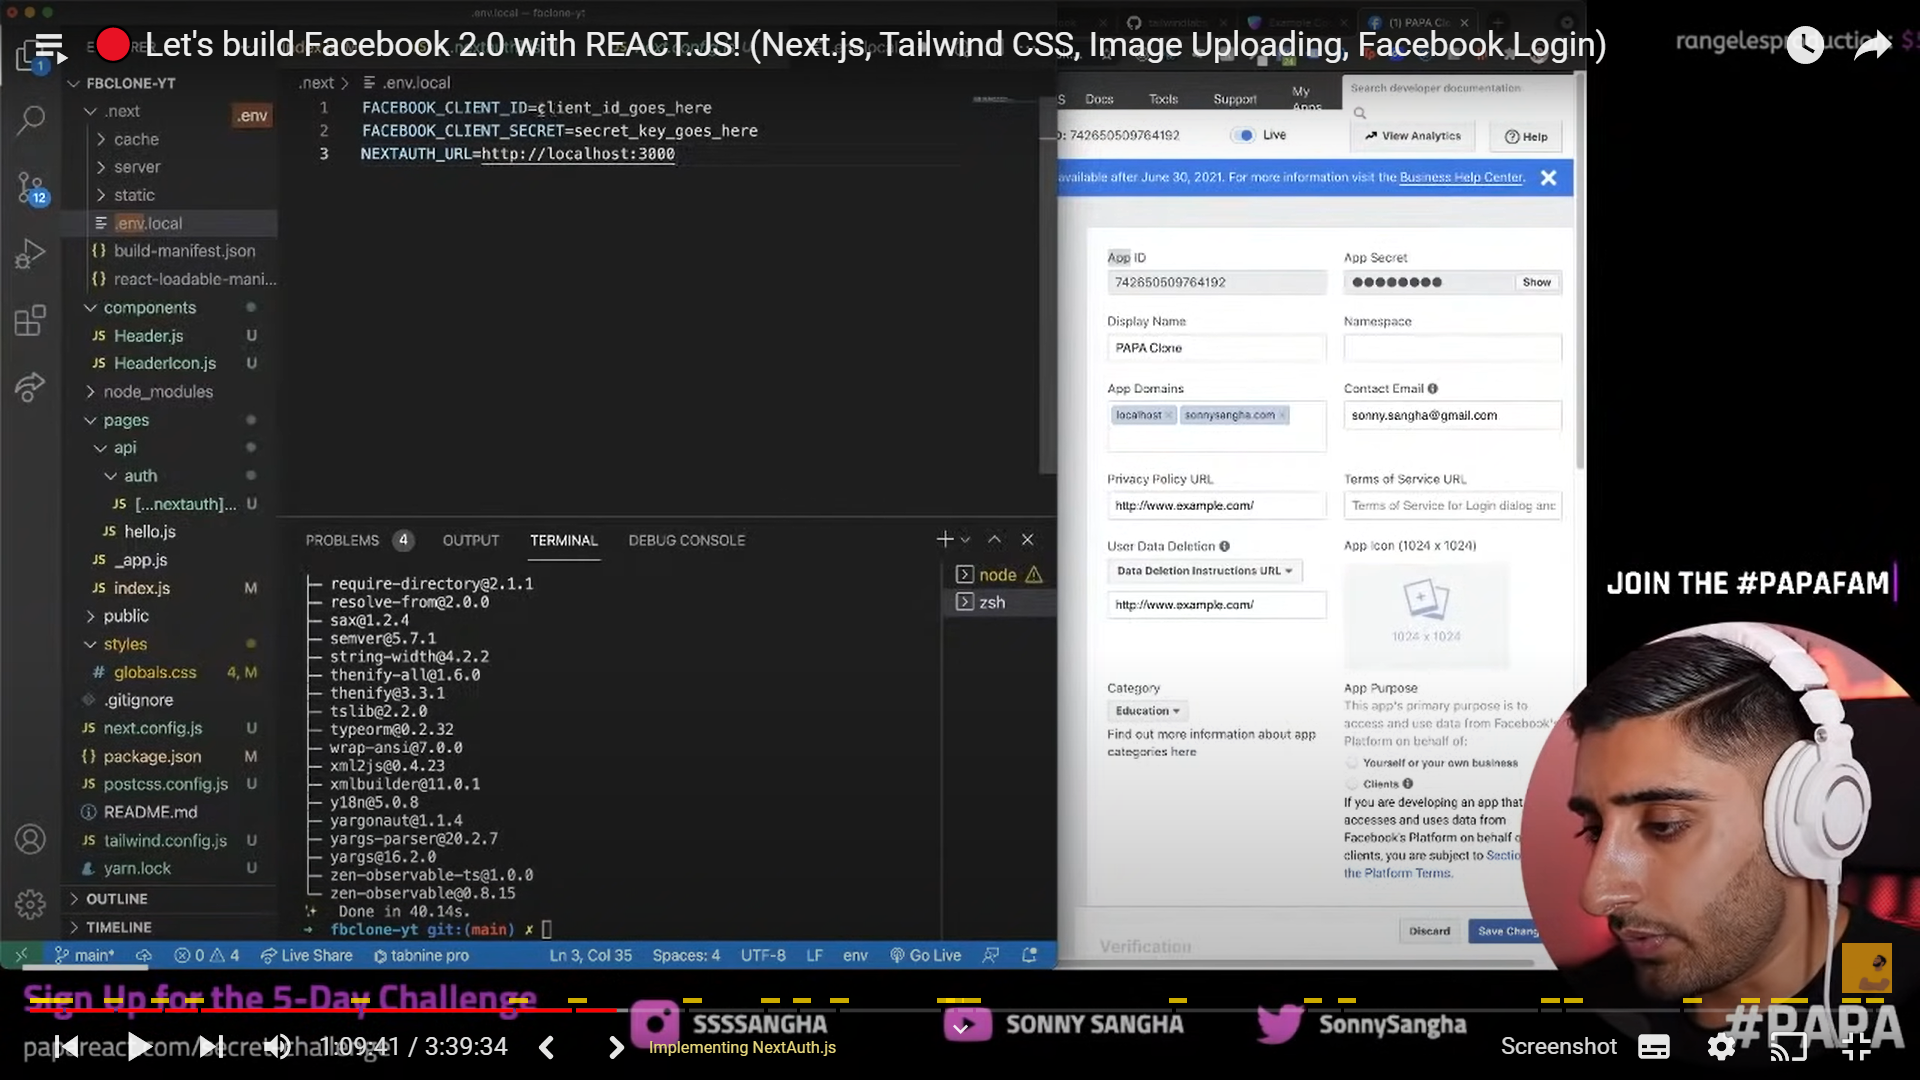 Let's build Facebook 2.0 with REACT.JS! (Next.js, Tailwind CSS, Image Uploading, Facebook Login)
FBCLONE-YT
.next
.env
cache
server
static
.env.local
build-manifest.json
react-loadable-mani...
components
Header.js U
HeaderIcon.js U
node_modules
pages
api
auth
[...nextauth]... U
hello.js
_app.js
index.js M
public
styles
globals.css 4, M
.gitignore
next.config.js U
package.json M
postcss.config.js U
README.md
tailwind.config.js U
yarn.lock U
OUTLINE
TIMELINE
.next > .env.local
1 FACEBOOK_CLIENT_ID=client_id_goes_here
2 FACEBOOK_CLIENT_SECRET=secret_key_goes_here
3 NEXTAUTH_URL=http://localhost:3000
PROBLEMS 4 OUTPUT TERMINAL DEBUG CONSOLE
node
zsh
require-directory@2.1.1
resolve-from@2.0.0
sax@1.2.4
semver@5.7.1
string-width@4.2.2
thenify-all@1.6.0
thenify@3.3.1
tslib@2.2.0
typeorm@0.2.32
wrap-ansi@7.0.0
xml2js@0.4.23
xmlbuilder@11.0.1
y18n@5.0.8
yargonaut@1.1.4
yargs-parser@20.2.7
yargs@16.2.0
zen-observable-ts@1.0.0
zen-observable@0.8.15
Done in 40.14s.
fbclone-yt git:(main) ✗
main* 0 4 Live Share tabnine pro Ln 3, Col 35 Spaces: 4 UTF-8 LF env Go Live
Docs Tools Support My Apps
Search developer documentation
742650509764192 Live View Analytics Help
available after June 30, 2021. For more information visit the Business Help Center.
App ID
742650509764192
App Secret
●●●●●●●● Show
Display Name
PAPA Clone
Namespace
App Domains
localhost × sonnysangha.com ×
Contact Email
sonny.sangha@gmail.com
Privacy Policy URL
http://www.example.com/
Terms of Service URL
Terms of Service for Login dialog and
User Data Deletion
Data Deletion Instructions URL
http://www.example.com/
App Icon (1024 x 1024)
1024 x 1024
Category
Education
Find out more information about app
categories here
App Purpose
This app's primary purpose is to
access and use data from Facebook's
Platform on behalf of:
Yourself or your own business
Clients
If you are developing an app that
accesses and uses data from
Facebook's Platform on behalf
clients, you are subject to
the Platform Terms.
Discard
Save Chang
Verification
JOIN THE #PAPAFAM
Sign Up for the 5-Day Challenge
SSSSANGHA
SONNY SANGHA
SonnySangha
#PAPA
1:09:41 / 3:39:34
Implementing NextAuth.js
Screenshot